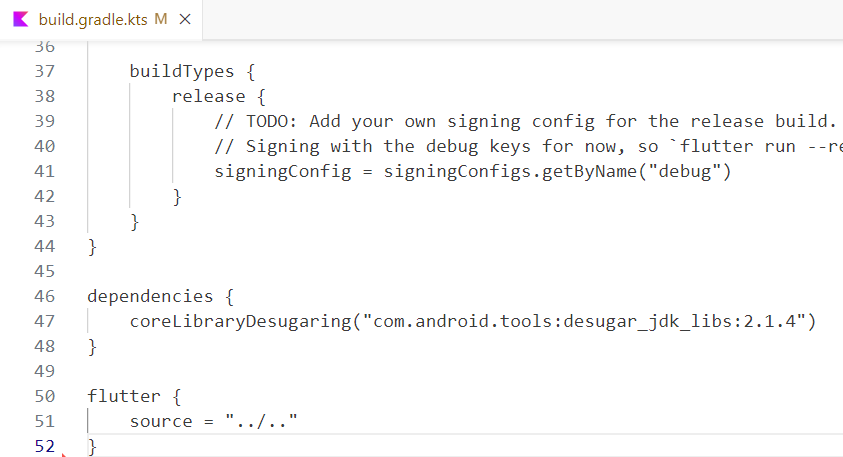 build.gradle.kts M ×
36
37 buildTypes {
38 release {
39 // TODO: Add your own signing config for the release build.
40 // Signing with the debug keys for now, so `flutter run --re
41 signingConfig = signingConfigs.getByName("debug")
42 }
43 }
44 }
45
46 dependencies {
47 coreLibraryDesugaring("com.android.tools:desugar_jdk_libs:2.1.4")
48 }
49
50 flutter {
51 source = "../.."
52 }